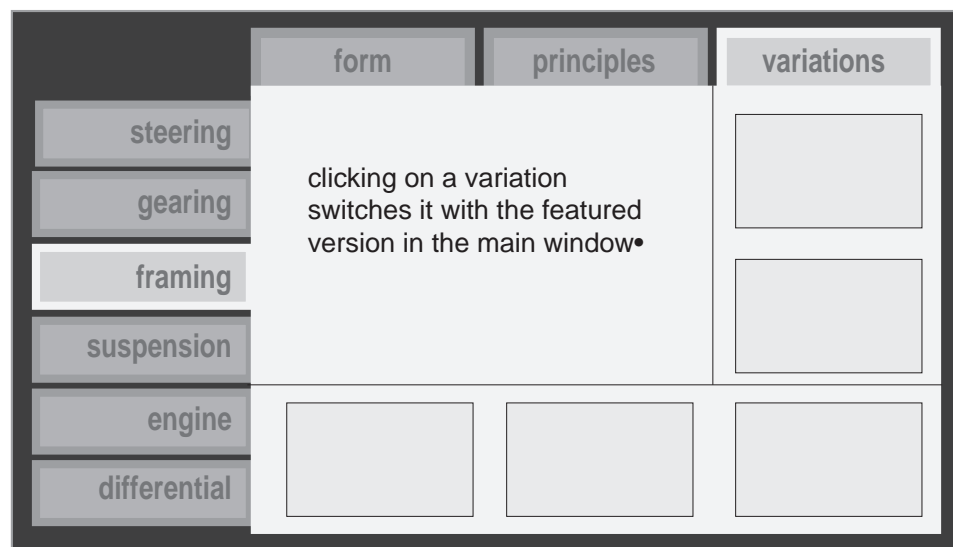 form
principles
variations
steering
gearing
framing
suspension
engine
differential
clicking on a variation
switches it with the featured
version in the main window•